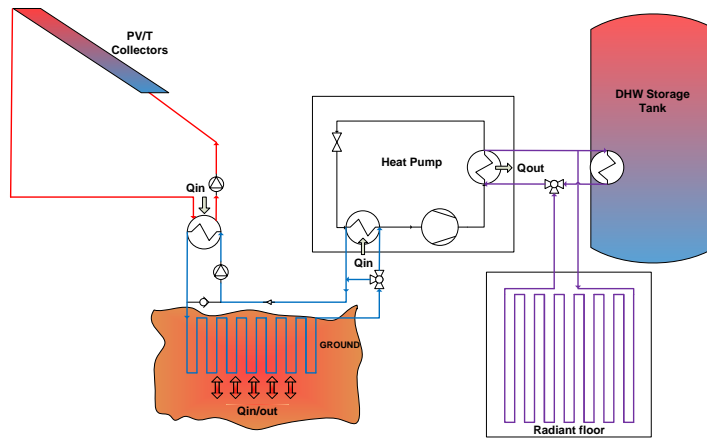 PV/T
Collectors
DHW Storage
Tank
Heat Pump
Qout
Qin
Qin
GROUND
Qin/out
Radiant floor